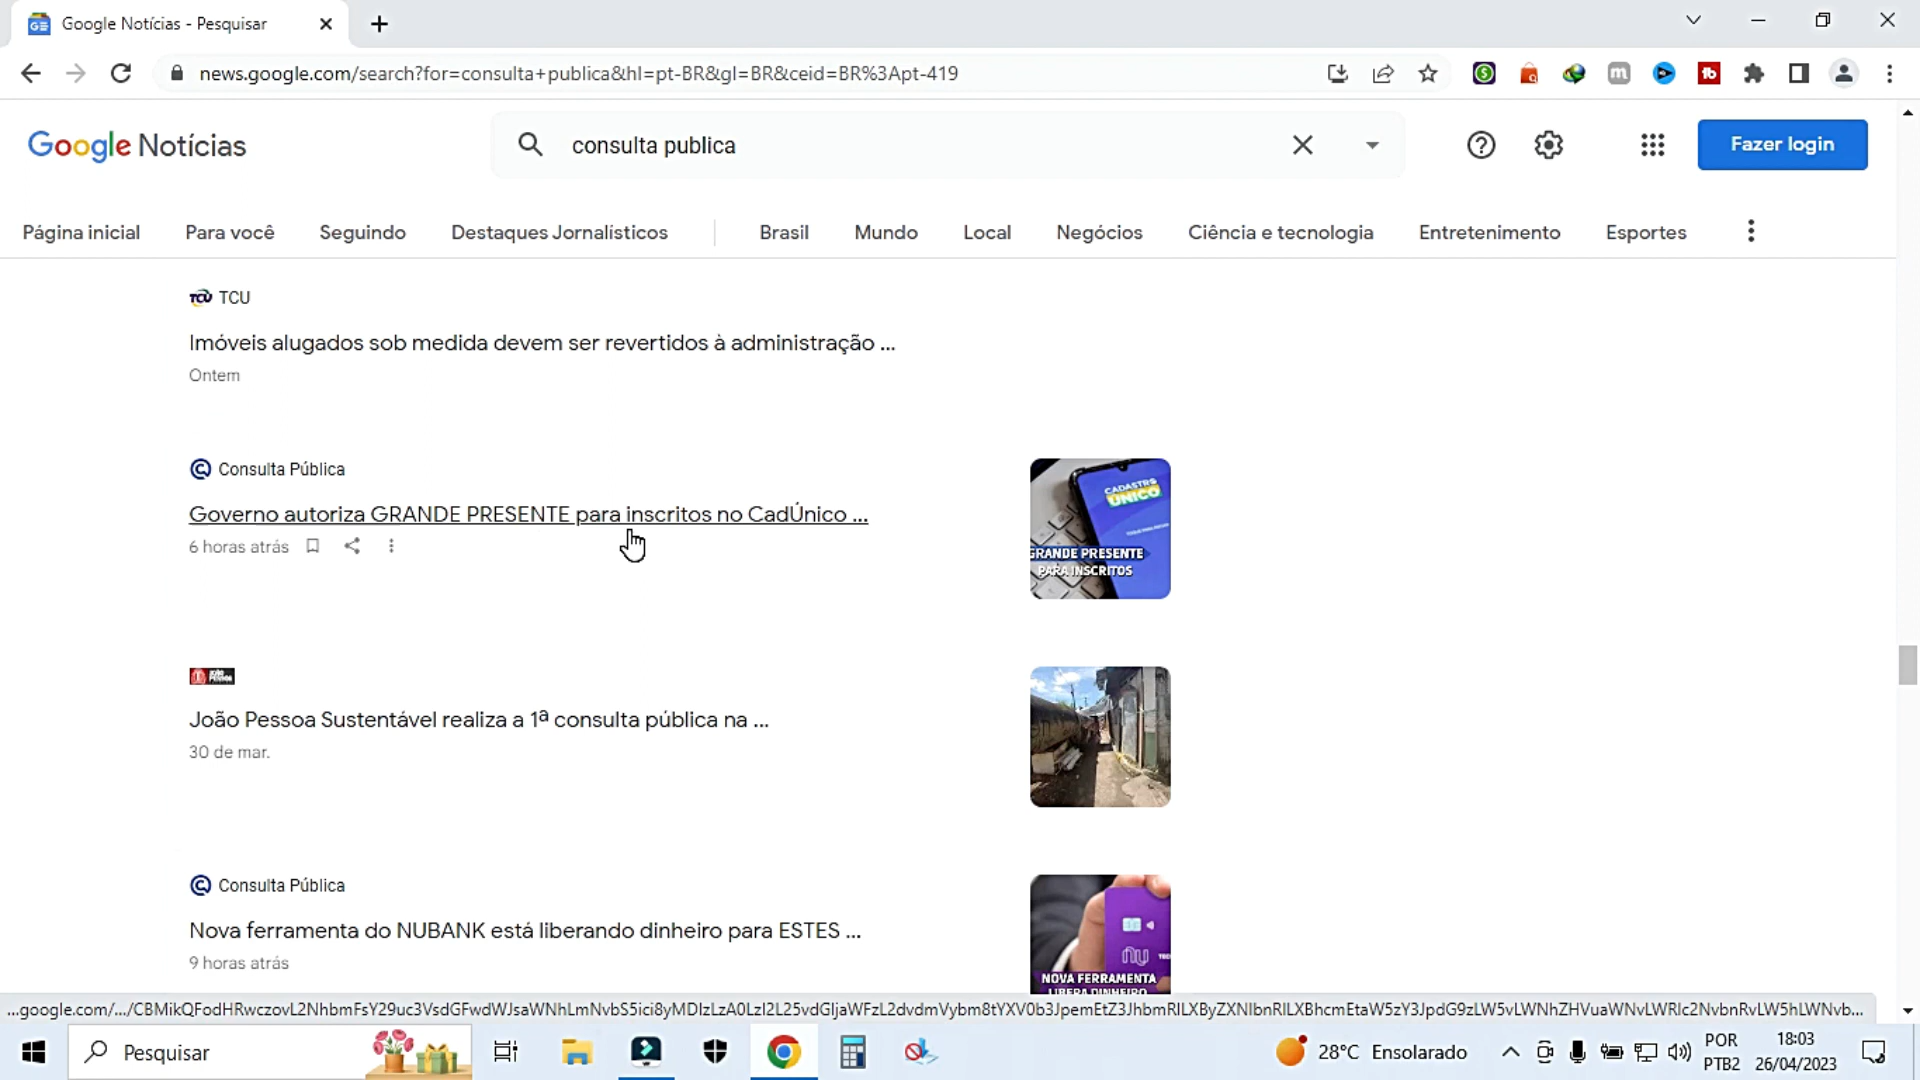 Google Notícias - Pesquisar
news.google.com/search?for=consulta+publica&hl=pt-BR&gl=BR&ceid=BR%3Apt-419
Google Notícias
consulta publica
Fazer login
Página inicial
Para você
Seguindo
Destaques Jornalísticos
Brasil
Mundo
Local
Negócios
Ciência e tecnologia
Entretenimento
Esportes
TCU
Imóveis alugados sob medida devem ser revertidos à administração ...
Ontem
Consulta Pública
Governo autoriza GRANDE PRESENTE para inscritos no CadÚnico ...
6 horas atrás
CADASTRO
ÚNICO
GRANDE PRESENTE
PARA INSCRITOS
João Pessoa Sustentável realiza a 1ª consulta pública na ...
30 de mar.
Consulta Pública
Nova ferramenta do NUBANK está liberando dinheiro para ESTES ...
9 horas atrás
NOVA FERRAMENTA
LIBERA DINHEIRO
Pesquisar
28°C Ensolarado
POR
PTB2
18:03
26/04/2023